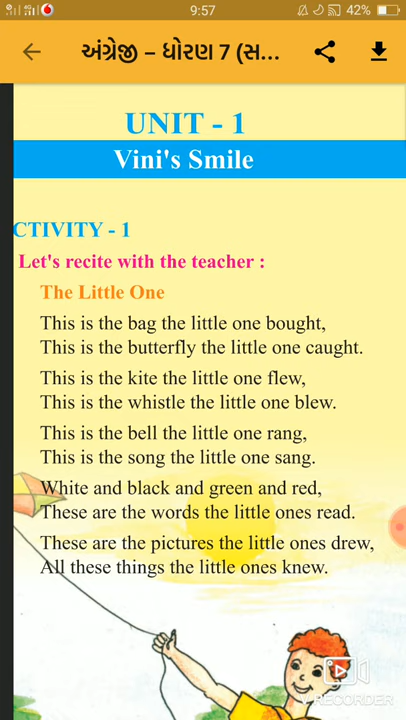 9:57
42%
અંગ્રેજી – ધોરણ 7 (સ...
UNIT - 1
Vini's Smile
CTIVITY - 1
Let's recite with the teacher :
The Little One
This is the bag the little one bought,
This is the butterfly the little one caught.
This is the kite the little one flew,
This is the whistle the little one blew.
This is the bell the little one rang,
This is the song the little one sang.
White and black and green and red,
These are the words the little ones read.
These are the pictures the little ones drew,
All these things the little ones knew.
V RECORDER